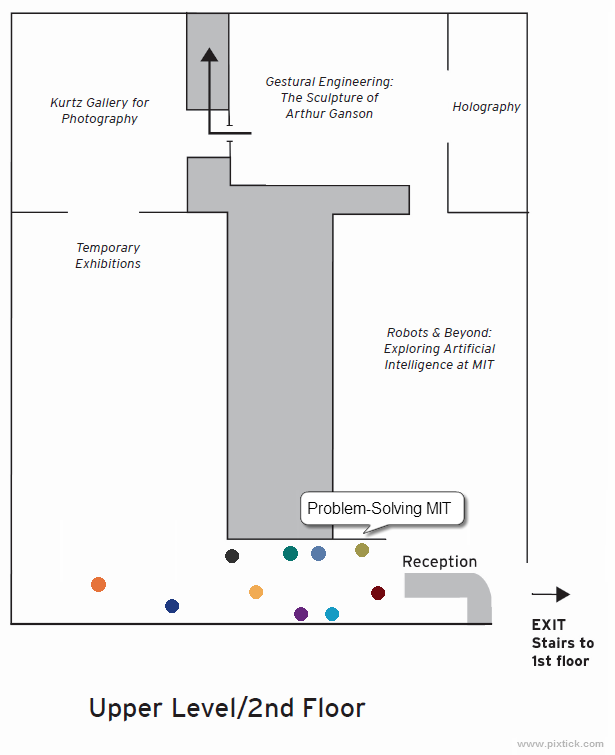 Kurtz Gallery for
Photography
Gestural Engineering:
The Sculpture of
Arthur Ganson
Holography
Temporary
Exhibitions
Robots & Beyond:
Exploring Artificial
Intelligence at MIT
Problem-Solving MIT
Reception
EXIT
Stairs to
1st floor
Upper Level/2nd Floor
www.pixtick.com